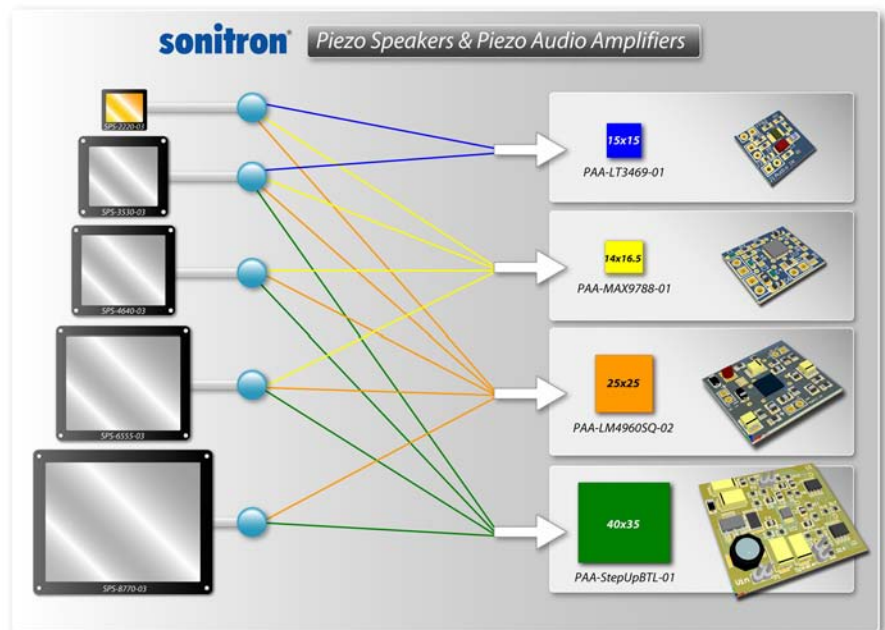 sonitron®
Piezo Speakers & Piezo Audio Amplifiers
SPS-2220-03
SPS-3530-03
SPS-4640-03
SPS-6555-03
SPS-8770-03
15x15
PAA-LT3469-01
14x16.5
PAA-MAX9788-01
25x25
PAA-LM4960SQ-02
40x35
PAA-StepUpBTL-01